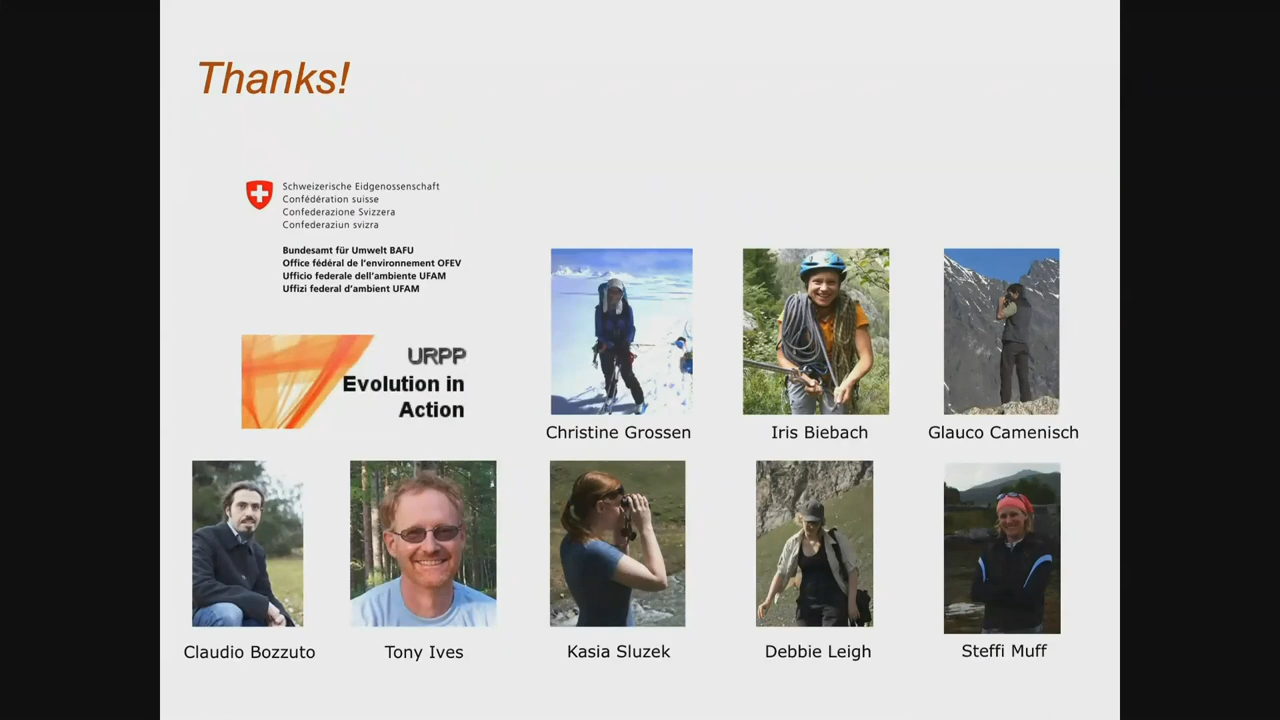 Thanks!
Schweizerische Eidgenossenschaft
Confédération suisse
Confederazione Svizzera
Confederaziun svizra
Bundesamt für Umwelt BAFU
Office fédéral de l'environnement OFEV
Ufficio federale dell'ambiente UFAM
Uffizi federal d'ambient UFAM
URPP
Evolution in
Action
Christine Grossen
Iris Biebach
Glauco Camenisch
Claudio Bozzuto
Tony Ives
Kasia Sluzek
Debbie Leigh
Steffi Muff